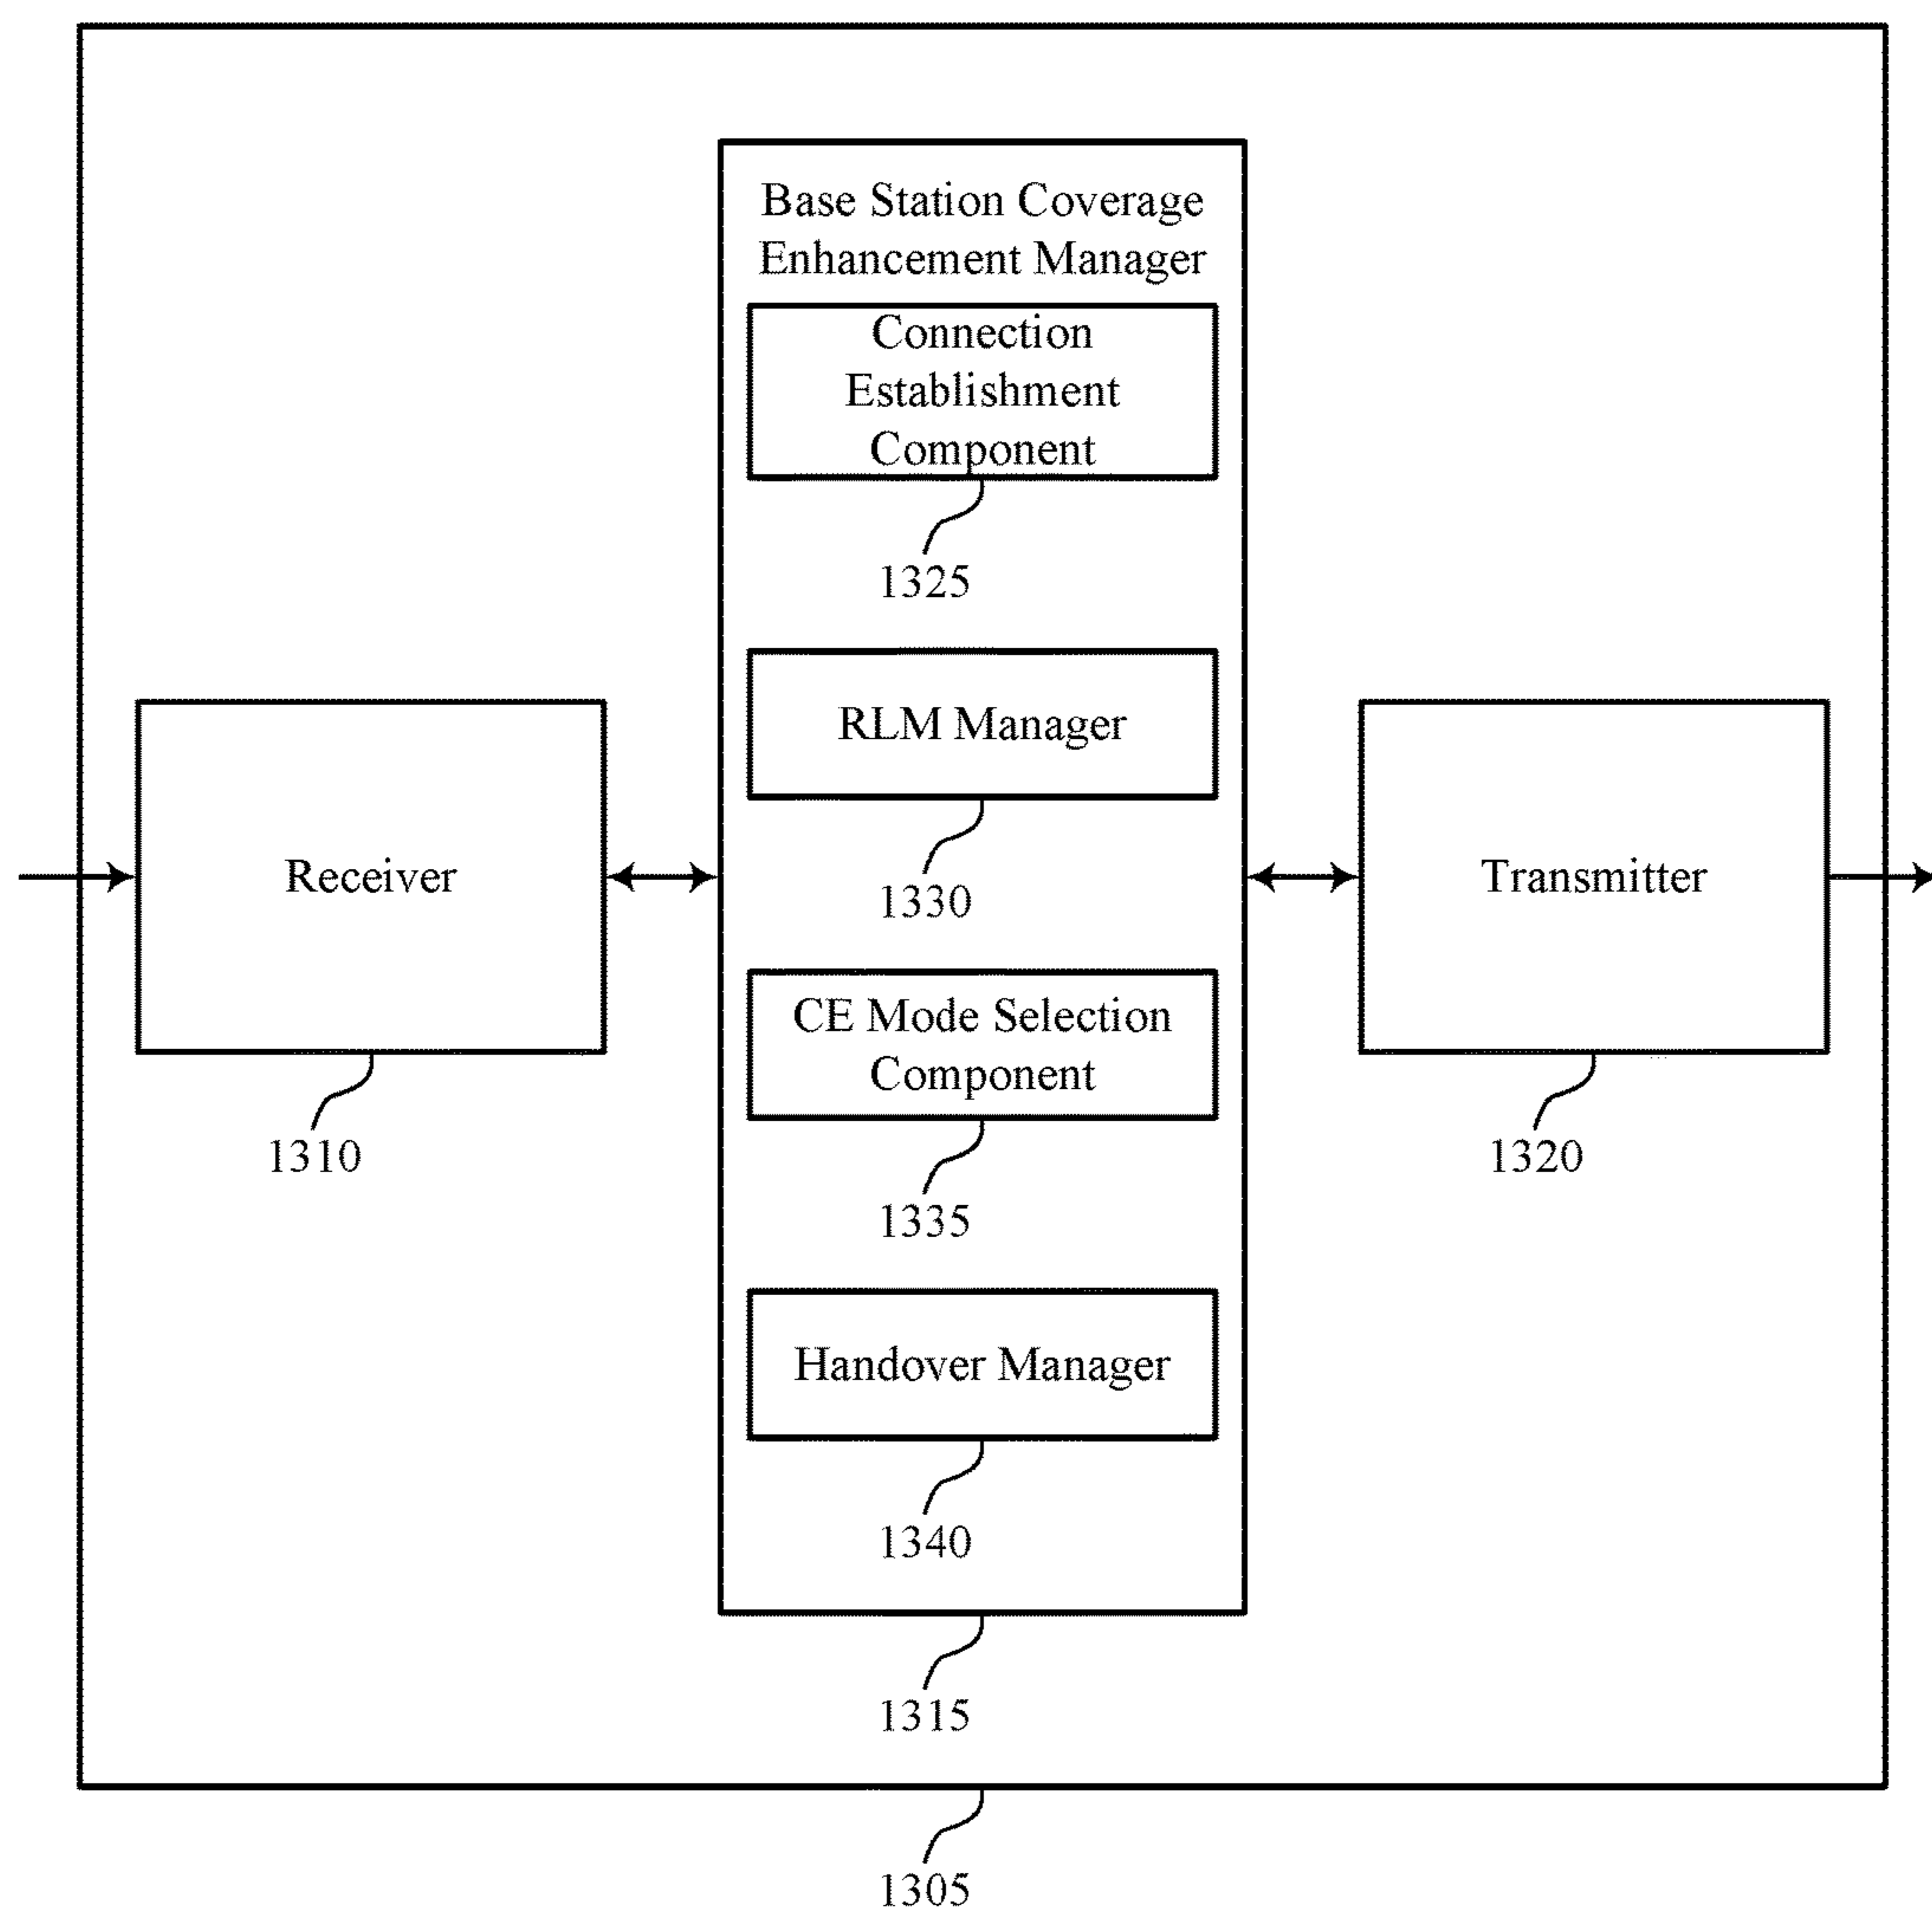 Base Station Coverage
Enhancement Manager
Connection
Establishment
Component
1325
RLM Manager
1330
Receiver
1310
Transmitter
1320
CE Mode Selection
Component
1335
Handover Manager
1340
1315
1305